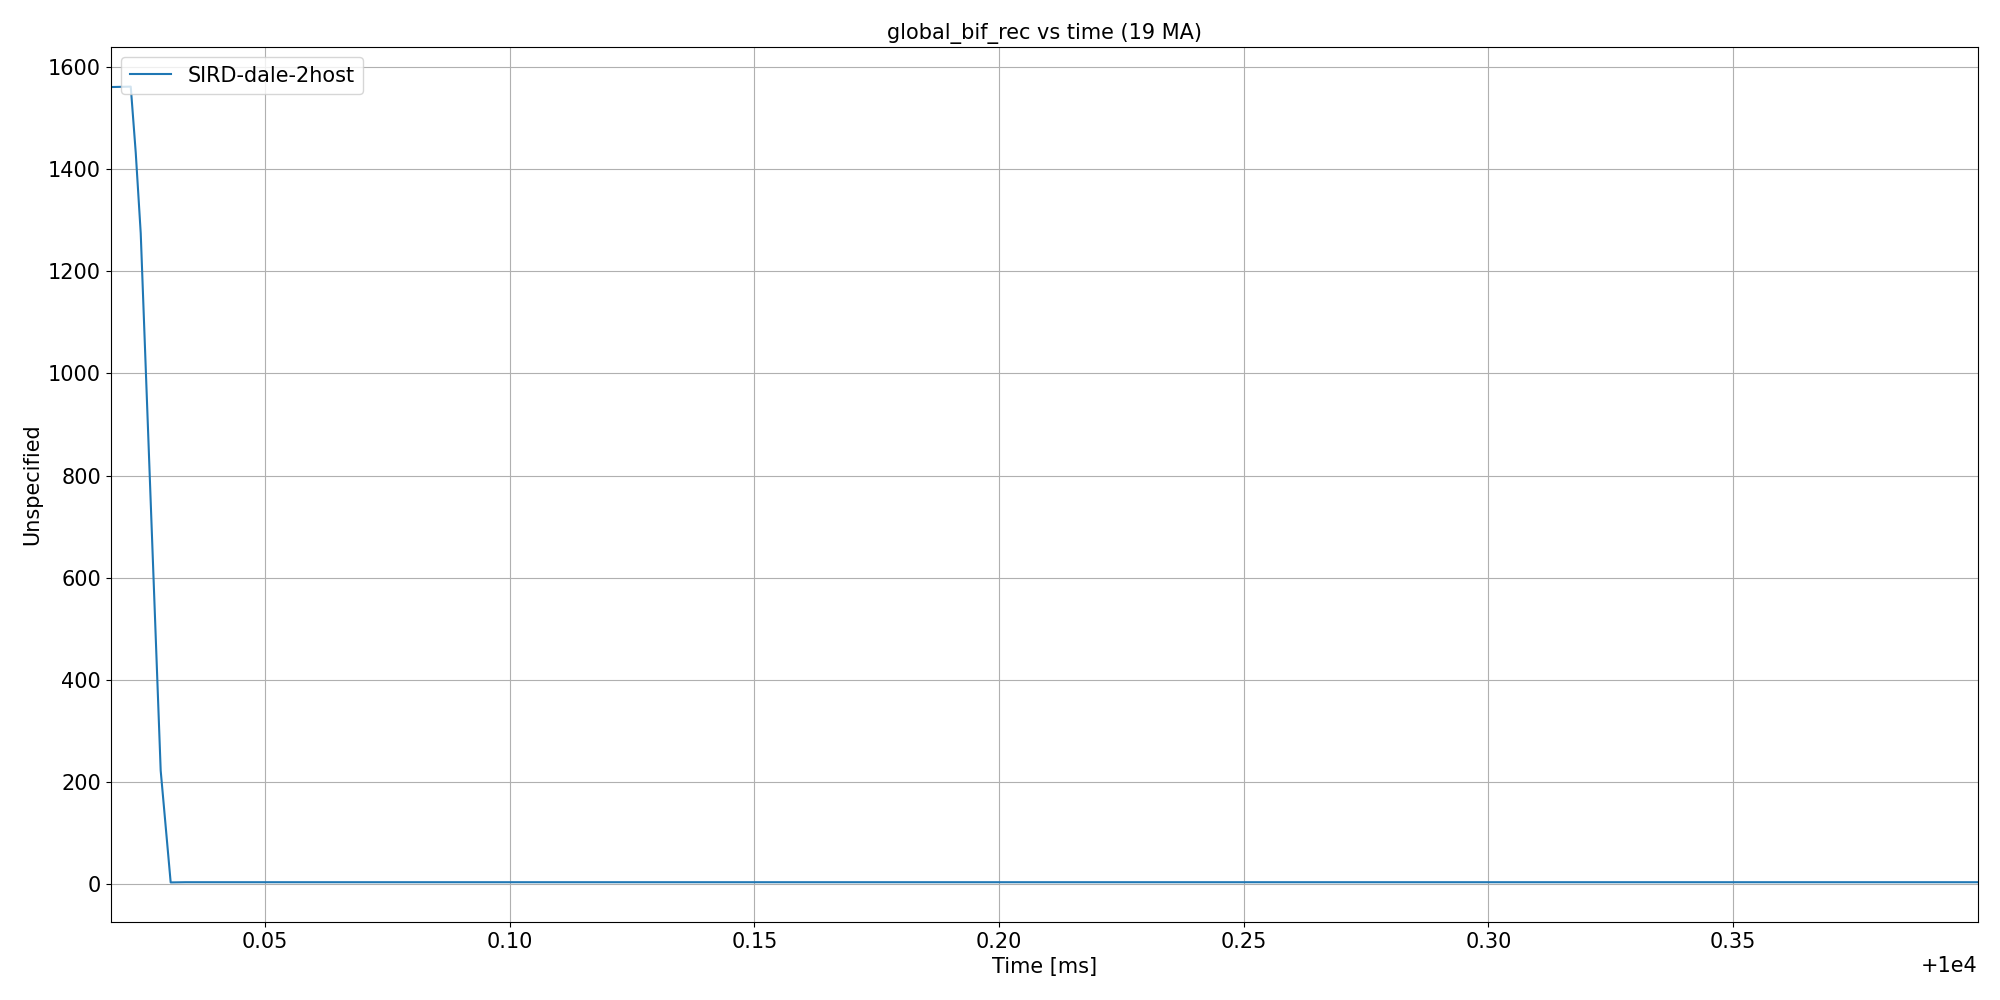 global_bif_rec vs time (19 MA)
SIRD-dale-2host
1600
1400
1200
1000
800
600
400
200
0
Unspecified
0.05 0.10 0.15 0.20 0.25 0.30 0.35
Time [ms]
+1e4